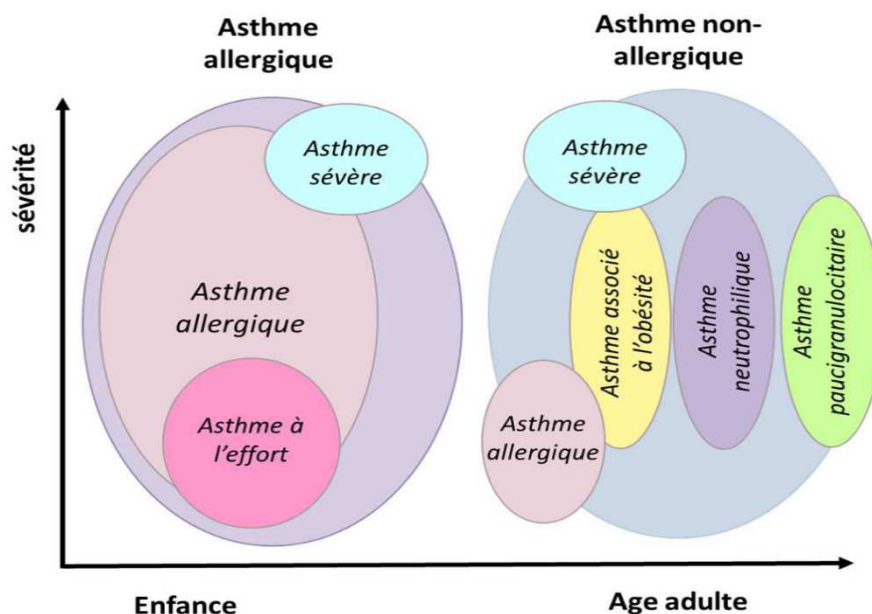 Asthme
allergique
Asthme non-
allergique
sévérité
Asthme
sévère
Asthme
allergique
Asthme à
l'effort
Asthme
sévère
Asthme associé
à l'obésité
Asthme
neutrophilique
Asthme
paucigranulocitaire
Asthme
allergique
Enfance
Age adulte